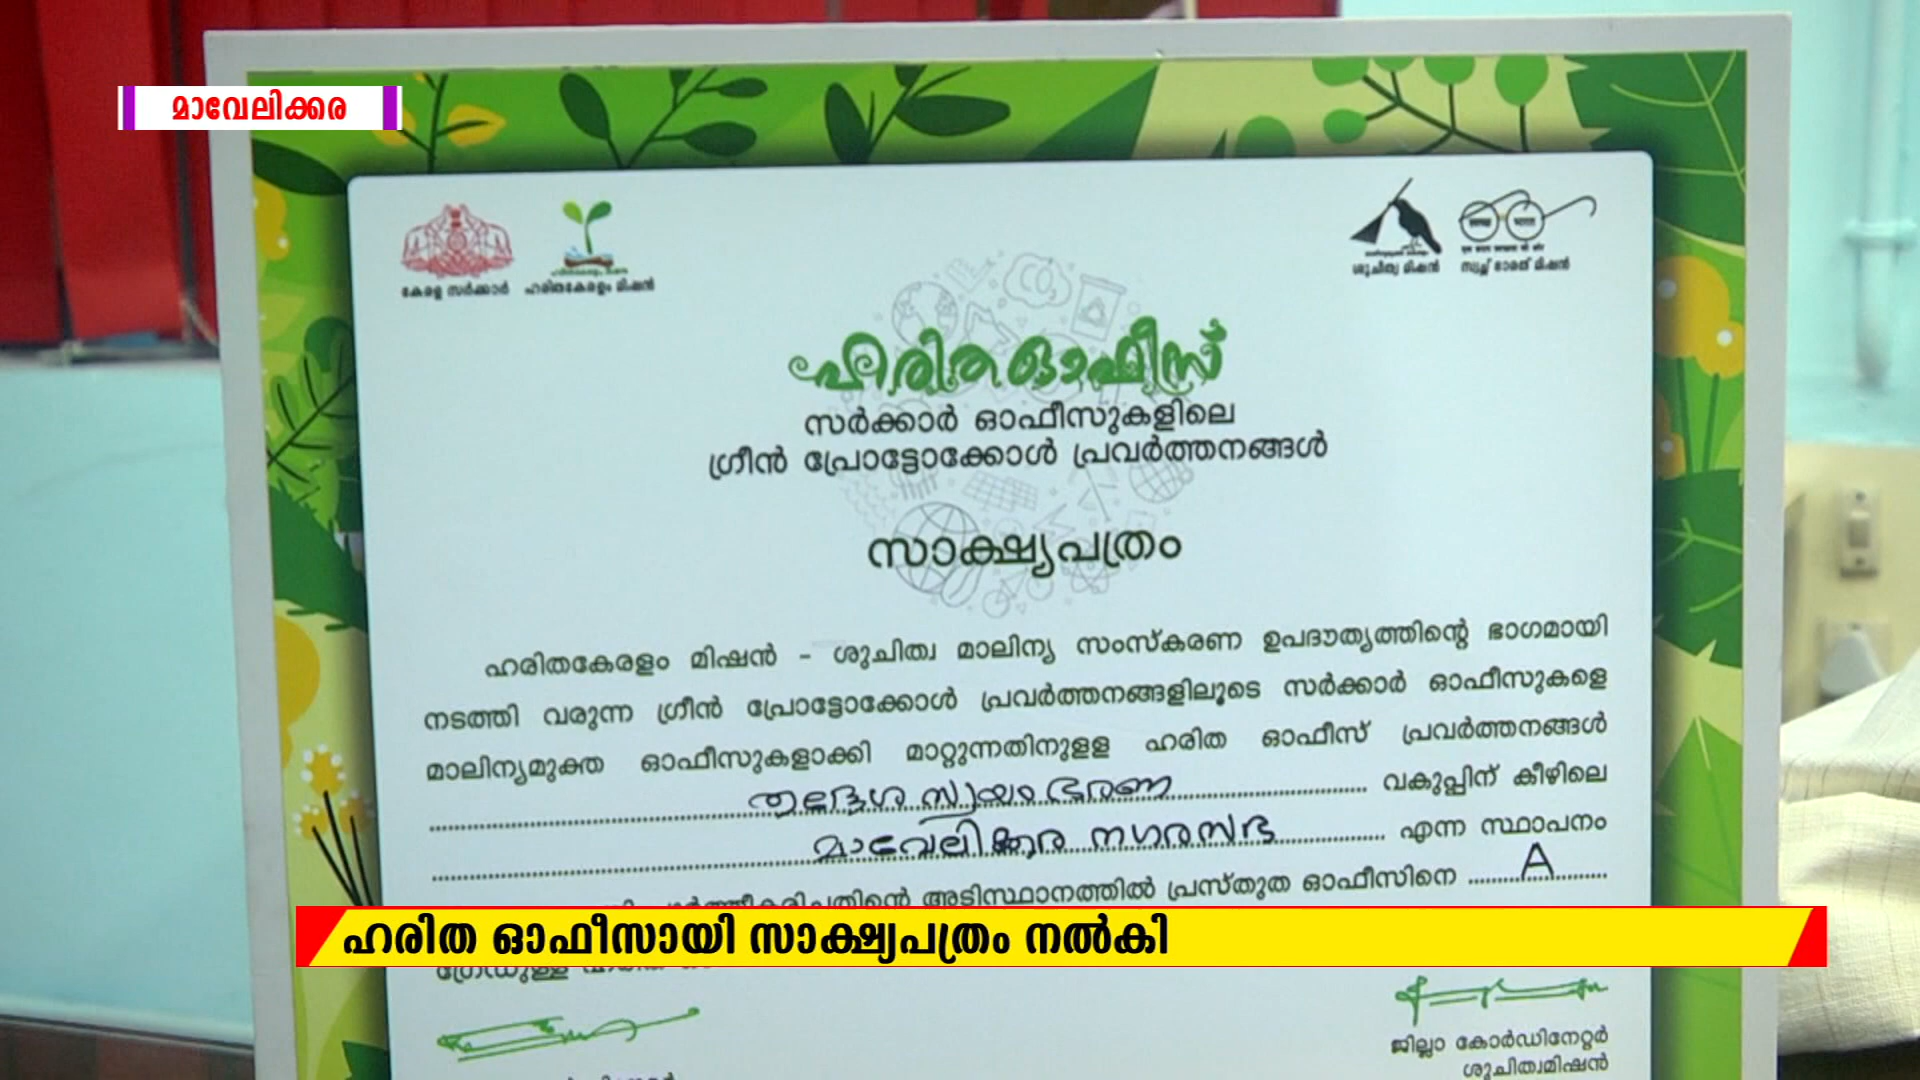 മാവേലിക്കര
കേരള സർക്കാർ
ഹരിതകേരളം മിഷൻ
ശുചിത്വ മിഷൻ
സ്വച്ഛ് ഭാരത് മിഷൻ
ഹരിത ഓഫീസ്
സർക്കാർ ഓഫീസുകളിലെ
ഗ്രീൻ പ്രോട്ടോക്കോൾ പ്രവർത്തനങ്ങൾ
സാക്ഷ്യപത്രം
ഹരിതകേരളം മിഷൻ – ശുചിത്വ മാലിന്യ സംസ്കരണ ഉപദൗത്യത്തിന്റെ ഭാഗമായി
നടത്തി വരുന്ന ഗ്രീൻ പ്രോട്ടോക്കോൾ പ്രവർത്തനങ്ങളിലൂടെ സർക്കാർ ഓഫീസുകളെ
മാലിന്യമുക്ത ഓഫീസുകളാക്കി മാറ്റുന്നതിനുളള ഹരിത ഓഫീസ് പ്രവർത്തനങ്ങൾ
തദ്ദേശ സ്വയംഭരണ വകുപ്പിന് കീഴിലെ
മാവേലിക്കര നഗരസഭ എന്ന സ്ഥാപനം
അടിസ്ഥാനത്തിൽ പ്രസ്തുത ഓഫീസിനെ A
ഹരിത ഓഫീസായി സാക്ഷ്യപത്രം നൽകി
ഗ്രേഡുള്ള
ജില്ലാ കോർഡിനേറ്റർ
ശുചിത്വമിഷൻ